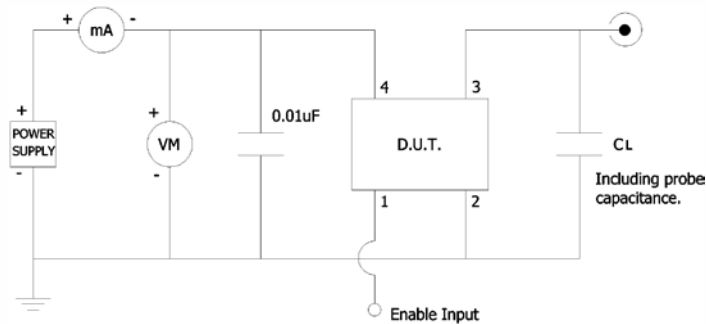 + mA -
4 3
0.01uF
+
POWER
SUPPLY
-
+
VM
-
D.U.T.
CL
Including probe
capacitance.
1 2
Enable Input